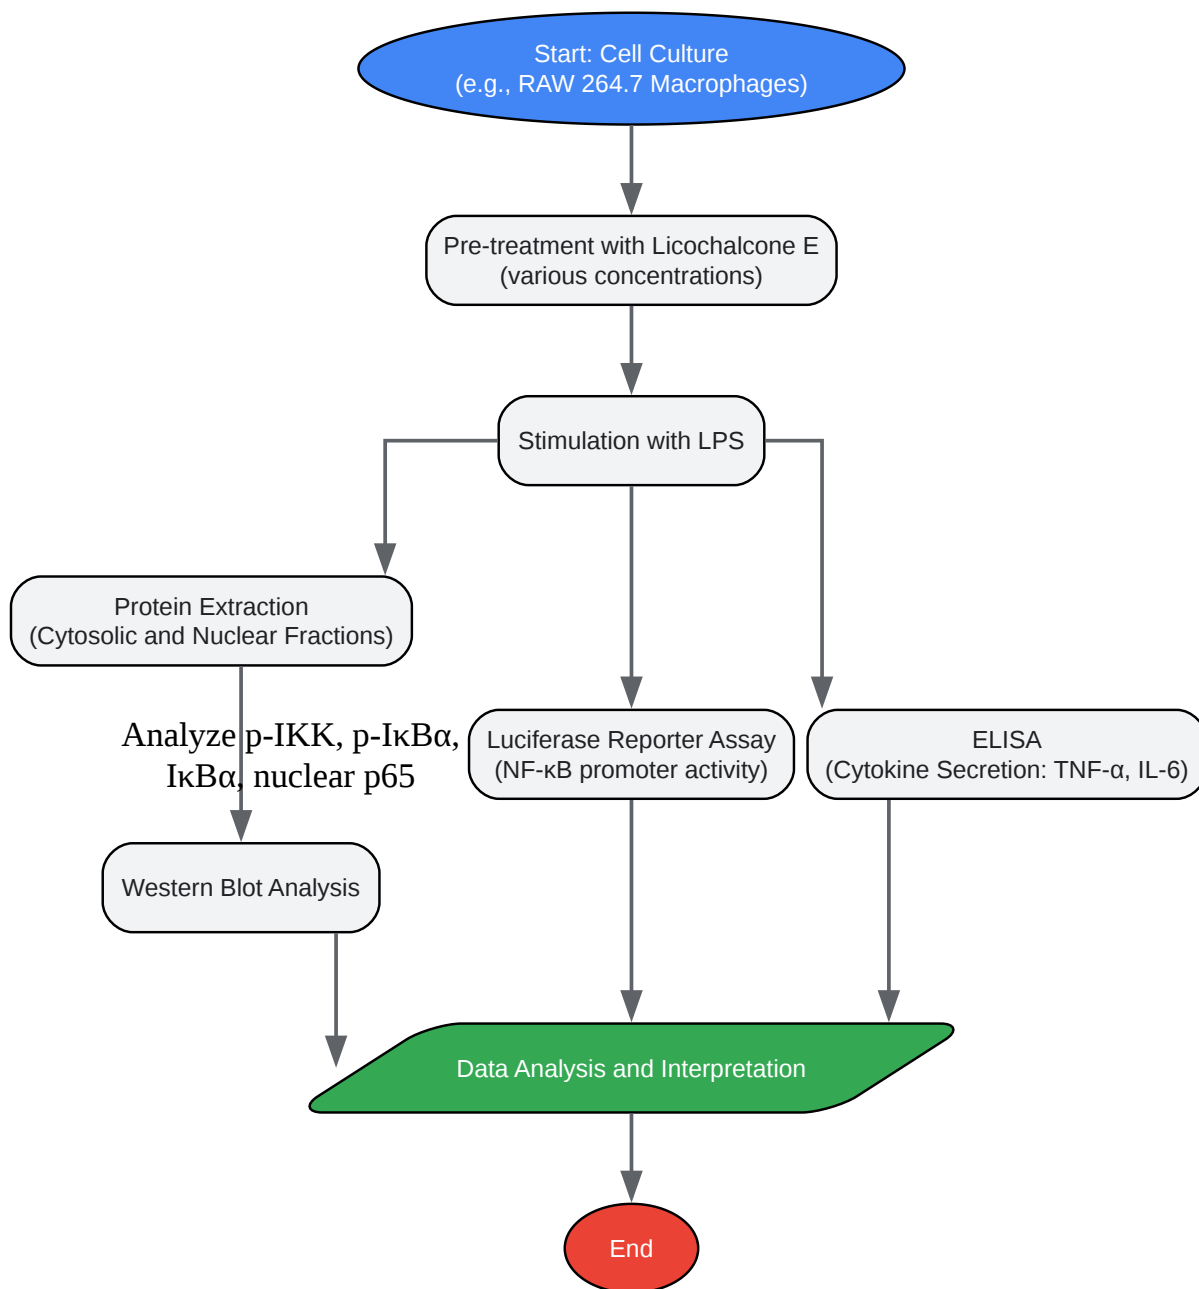 Start: Cell Culture
(e.g., RAW 264.7 Macrophages)
Pre-treatment with Licochalcone E
(various concentrations)
Stimulation with LPS
Protein Extraction
(Cytosolic and Nuclear Fractions)
Analyze p-IKK, p-IκBα,
IκBα, nuclear p65
Luciferase Reporter Assay
(NF-κB promoter activity)
ELISA
(Cytokine Secretion: TNF-α, IL-6)
Western Blot Analysis
Data Analysis and Interpretation
End